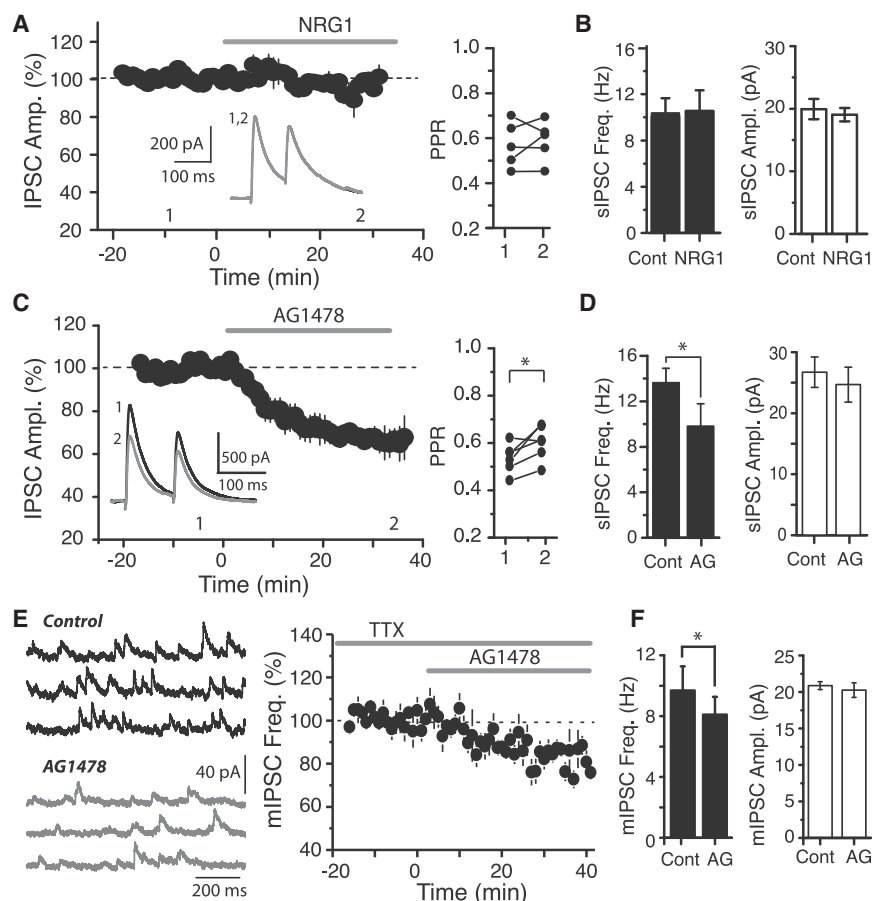 A
NRG1
IPSC Amp. (%)
120
100
80
60
40
20
1,2
200 pA
100 ms
1
2
-20
0
20
40
Time (min)
PPR
1.0
0.8
0.6
0.4
0.2
1
2
B
sIPSC Freq. (Hz)
16
12
8
4
0
Cont NRG1
sIPSC Ampl. (pA)
30
20
10
0
Cont NRG1
C
AG1478
IPSC Ampl. (%)
120
100
80
60
40
20
1
2
500 pA
100 ms
1
2
-20
0
20
40
Time (min)
PPR
1.0
0.8
0.6
0.4
0.2
*
1
2
D
sIPSC Freq. (Hz)
16
12
8
4
0
*
Cont AG
sIPSC Ampl. (pA)
30
20
10
0
Cont AG
E
Control
AG1478
40 pA
200 ms
TTX
AG1478
mIPSC Freq. (%)
140
120
100
80
60
40
-20
0
20
40
Time (min)
F
mIPSC Freq. (Hz)
12
8
4
0
*
Cont AG
mIPSC Ampl. (pA)
25
20
15
10
5
0
Cont AG